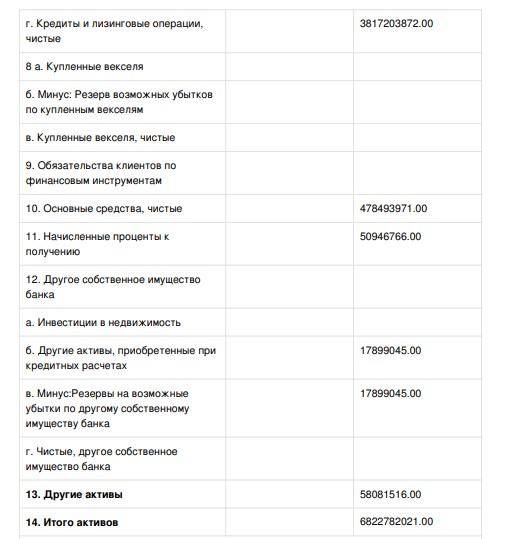 г. Кредиты и лизинговые операции, 3817203872.00
чистые
8 а. Купленные векселя
б. Минус: Резерв возможных убытков
по купленным векселям
в. Купленные векселя, чистые
9. Обязательства клиентов по
финансовым инструментам
10. Основные средства, чистые 478493971.00
11. Начисленные проценты к 50946766.00
получению
12. Другое собственное имущество
банка
а. Инвестиции в недвижимость
б. Другие активы, приобретенные при 17899045.00
кредитных расчетах
в. Минус:Резервы на возможные 17899045.00
убытки по другому собственному
имуществу банка
г. Чистые, другое собственное
имущество банка
13. Другие активы 58081516.00
14. Итого активов 6822782021.00